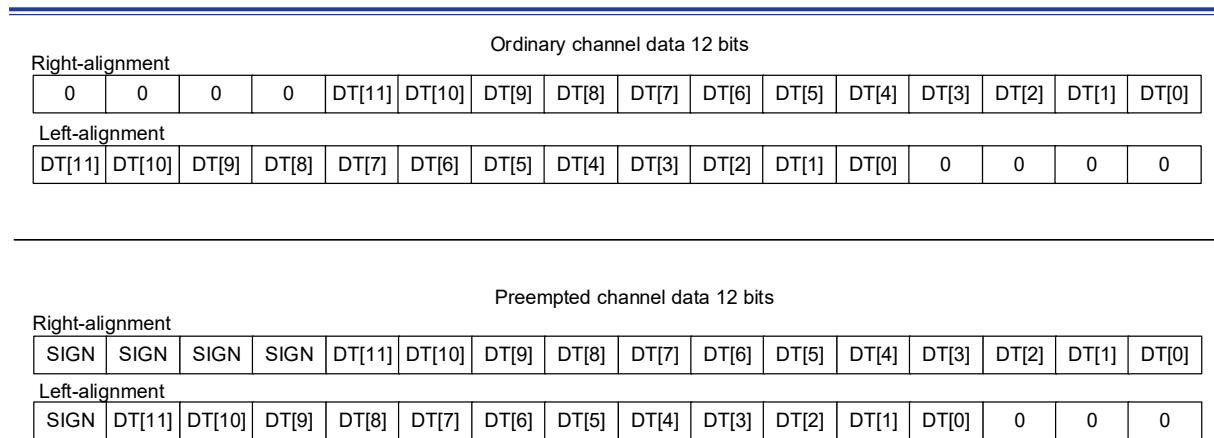 Ordinary channel data 12 bits
Right-alignment
0 0 0 0 DT[11] DT[10] DT[9] DT[8] DT[7] DT[6] DT[5] DT[4] DT[3] DT[2] DT[1] DT[0]
Left-alignment
DT[11] DT[10] DT[9] DT[8] DT[7] DT[6] DT[5] DT[4] DT[3] DT[2] DT[1] DT[0] 0 0 0 0
Preempted channel data 12 bits
Right-alignment
SIGN SIGN SIGN SIGN DT[11] DT[10] DT[9] DT[8] DT[7] DT[6] DT[5] DT[4] DT[3] DT[2] DT[1] DT[0]
Left-alignment
SIGN DT[11] DT[10] DT[9] DT[8] DT[7] DT[6] DT[5] DT[4] DT[3] DT[2] DT[1] DT[0] 0 0 0